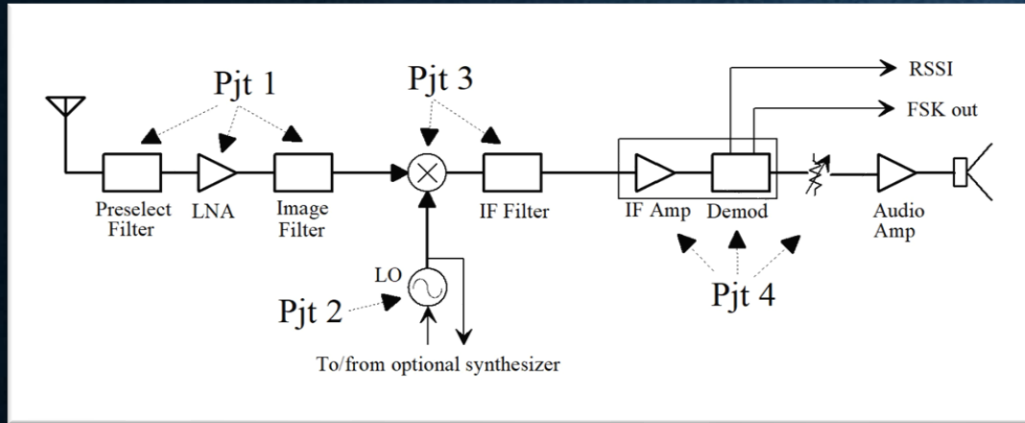 Pjt 1
Pjt 3
RSSI
FSK out
Preselect
Filter
LNA
Image
Filter
IF Filter
IF Amp
Demod
Audio
Amp
LO
Pjt 2
Pjt 4
To/from optional synthesizer